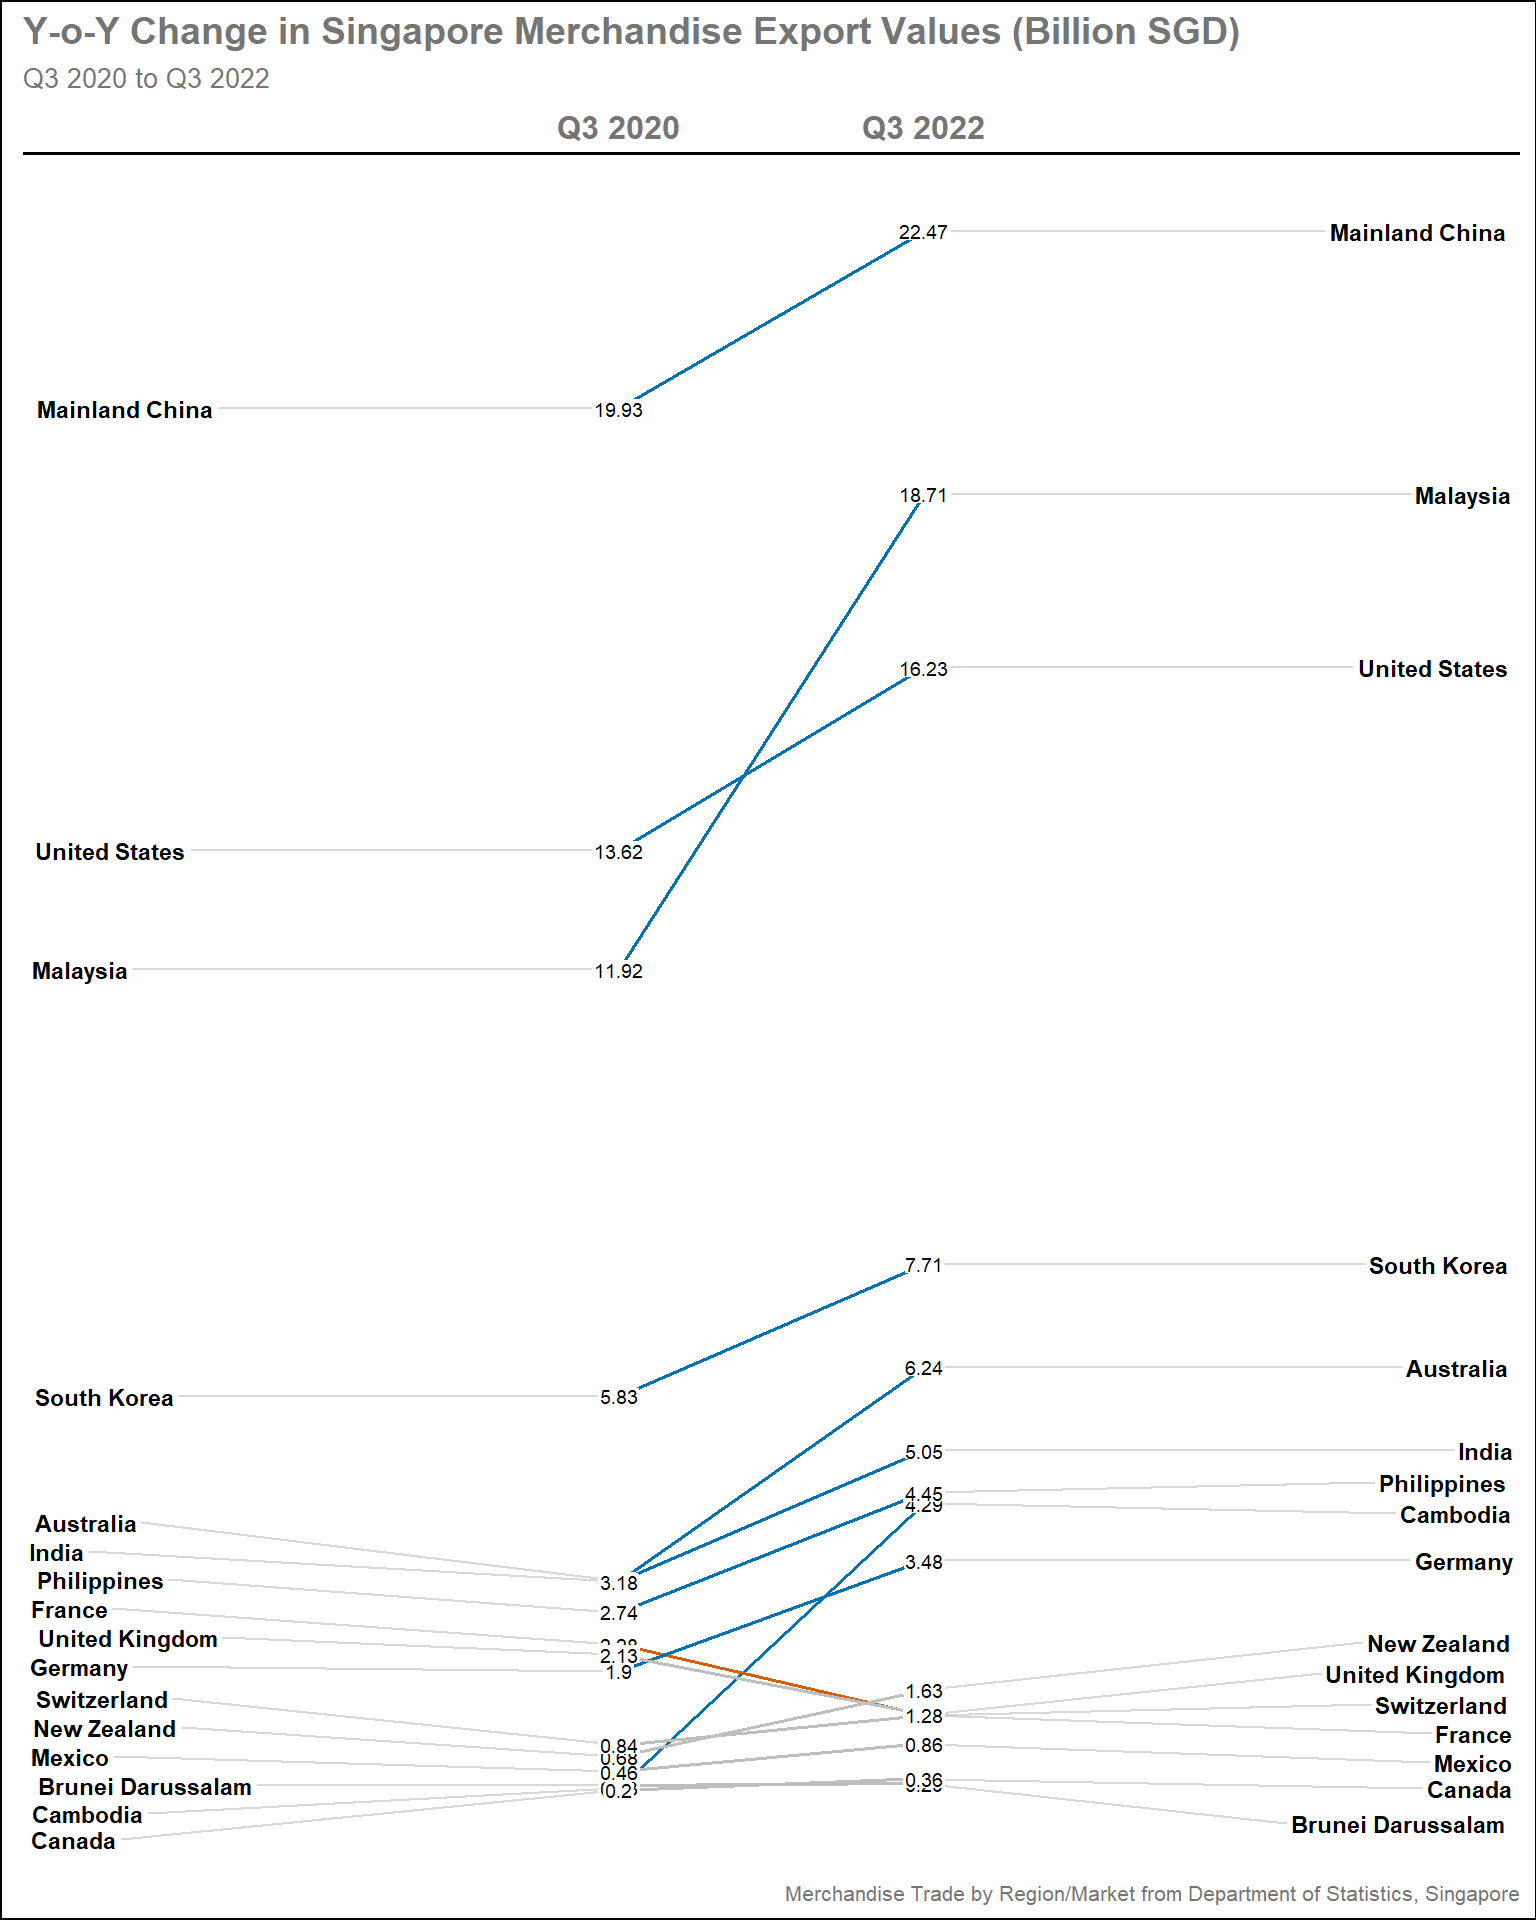 Y-o-Y Change in Singapore Merchandise Export Values (Billion SGD)
Q3 2020 to Q3 2022
Q3 2020 Q3 2022
22.47 Mainland China
Mainland China 19.93
18.71 Malaysia
16.23 United States
United States 13.62
Malaysia 11.92
7.71 South Korea
6.24 Australia
South Korea 5.83
5.05 India
4.45 Philippines
4.29 Cambodia
Australia
India
3.48 Germany
Philippines 3.18
France 2.74
United Kingdom 2.13
New Zealand
Germany 1.9
United Kingdom
1.63
Switzerland
Switzerland
1.28
New Zealand 0.84
France
0.68
0.86
Mexico 0.46
Mexico
Brunei Darussalam
0.36 Canada
0.2
Cambodia
Brunei Darussalam
Canada
Merchandise Trade by Region/Market from Department of Statistics, Singapore